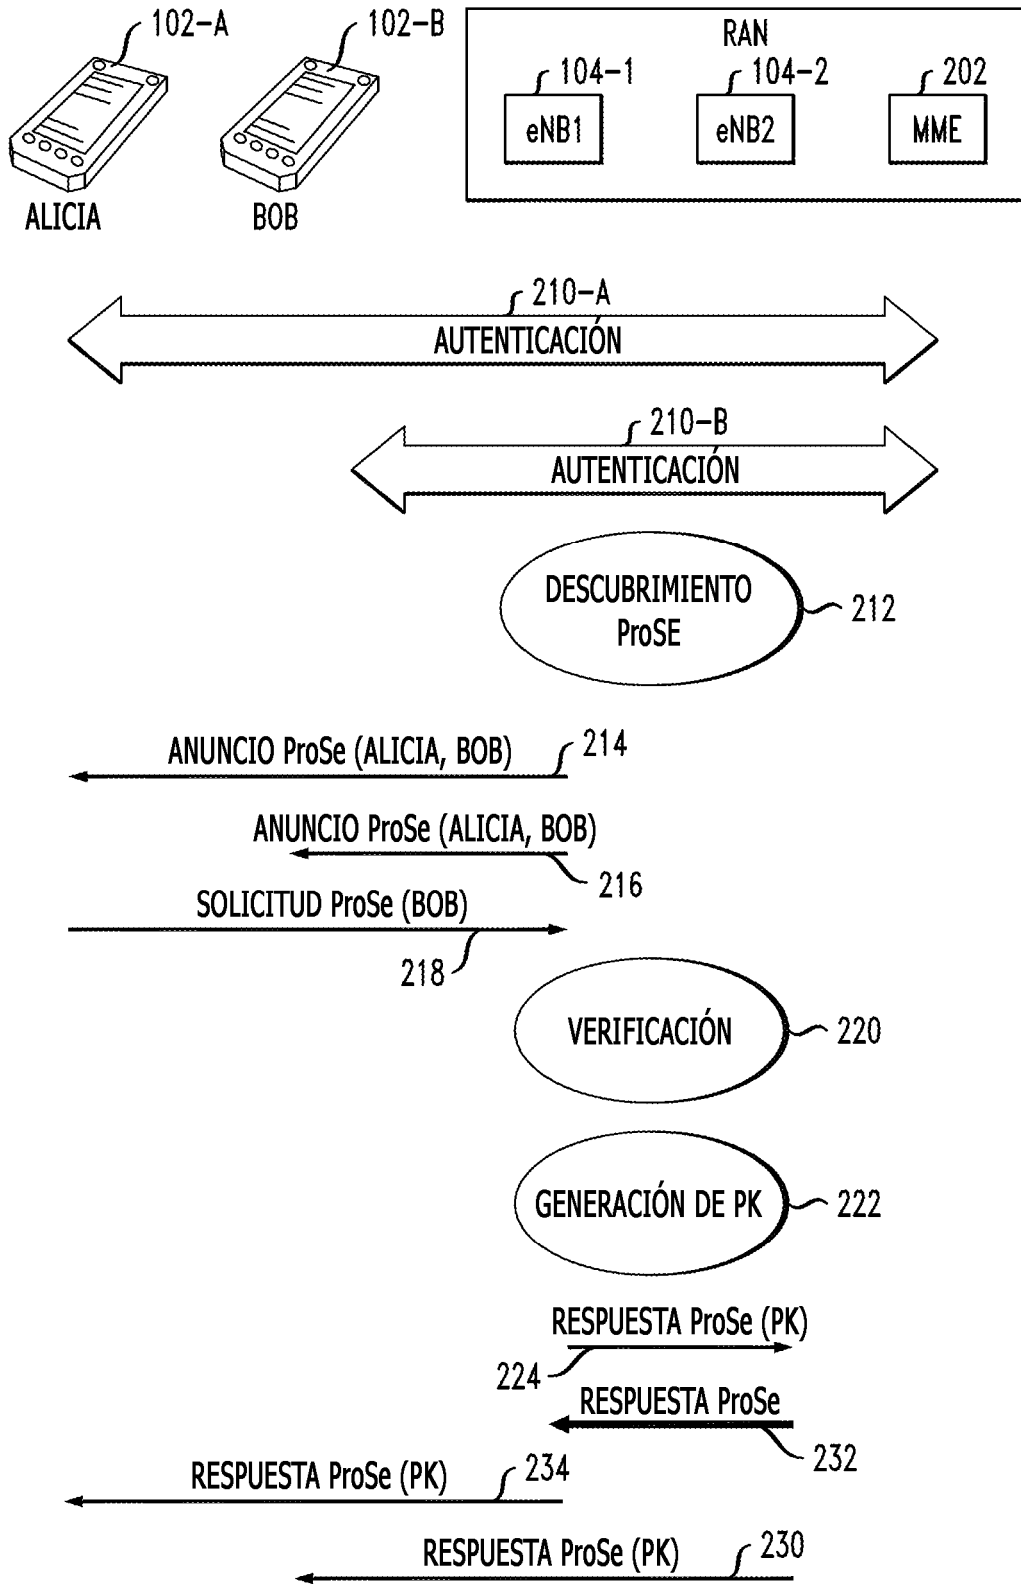 102-A
102-B
RAN
104-1
104-2
202
eNB1
eNB2
MME
ALICIA
BOB
210-A
AUTENTICACIÓN
210-B
AUTENTICACIÓN
DESCUBRIMIENTO
ProSE
212
ANUNCIO ProSe (ALICIA, BOB)
214
ANUNCIO ProSe (ALICIA, BOB)
216
SOLICITUD ProSe (BOB)
218
VERIFICACIÓN
220
GENERACIÓN DE PK
222
RESPUESTA ProSe (PK)
224
RESPUESTA ProSe
232
RESPUESTA ProSe (PK)
234
RESPUESTA ProSe (PK)
230